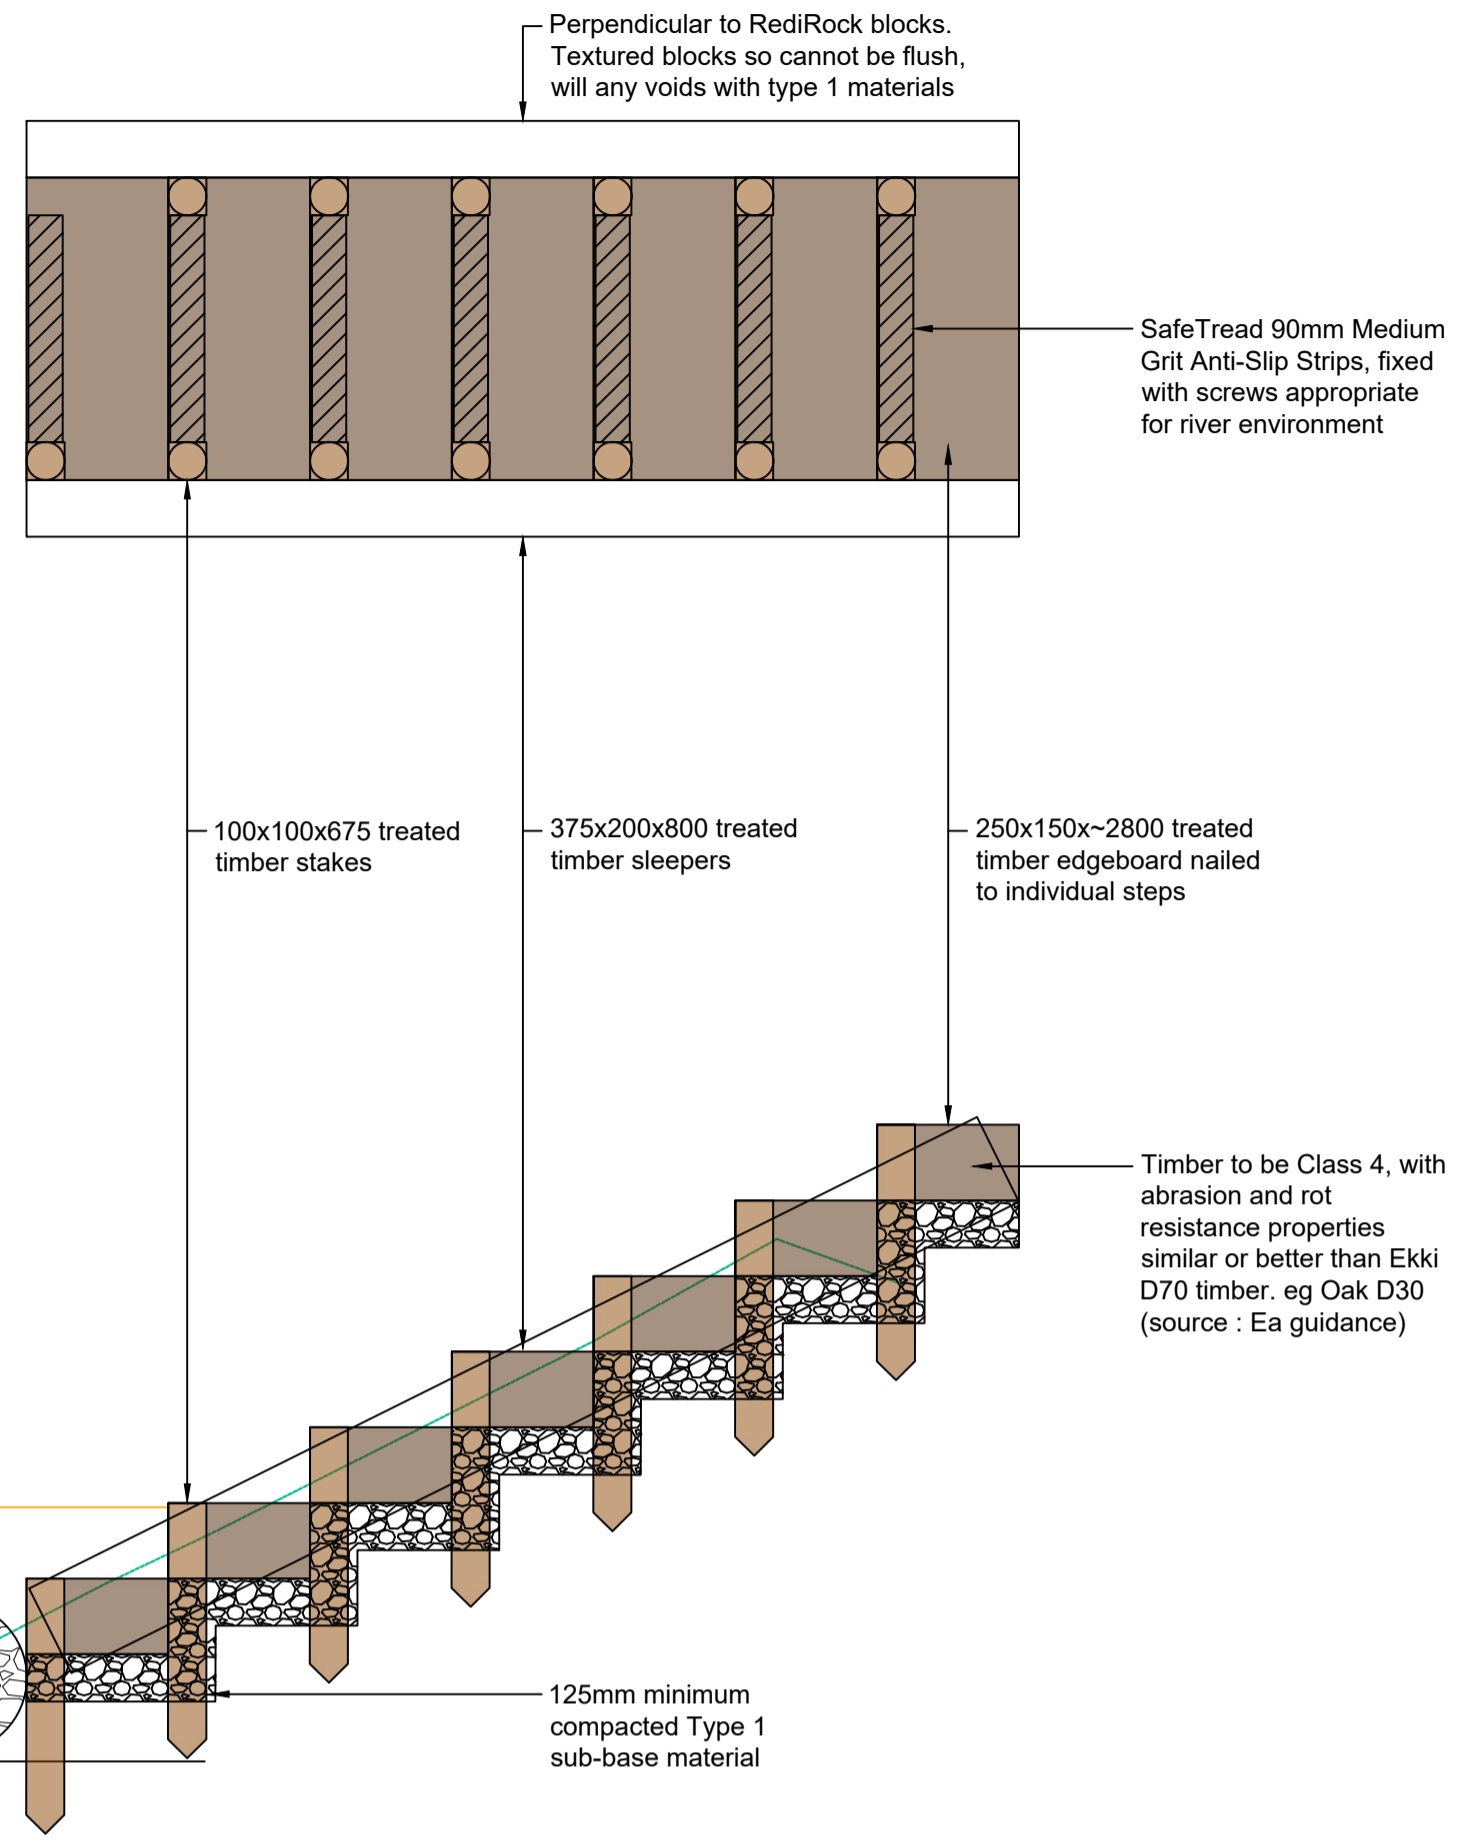 Perpendicular to RediRock blocks.
Textured blocks so cannot be flush,
will any voids with type 1 materials
SafeTread 90mm Medium
Grit Anti-Slip Strips, fixed
with screws appropriate
for river environment
100x100x675 treated
timber stakes
375x200x800 treated
timber sleepers
250x150x~2800 treated
timber edgeboard nailed
to individual steps
Timber to be Class 4, with
abrasion and rot
resistance properties
similar or better than Ekki
D70 timber. eg Oak D30
(source : Ea guidance)
125mm minimum
compacted Type 1
sub-base material